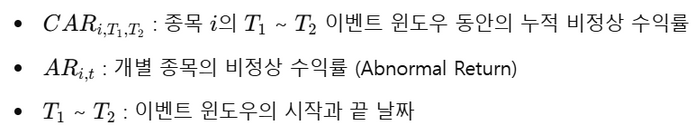 • CAR_{i,T_1,T_2} : 종목 i의 T_1 ~ T_2 이벤트 윈도우 동안의 누적 비정상 수익률
• AR_{i,t} : 개별 종목의 비정상 수익률 (Abnormal Return)
• T_1 ~ T_2 : 이벤트 윈도우의 시작과 끝 날짜